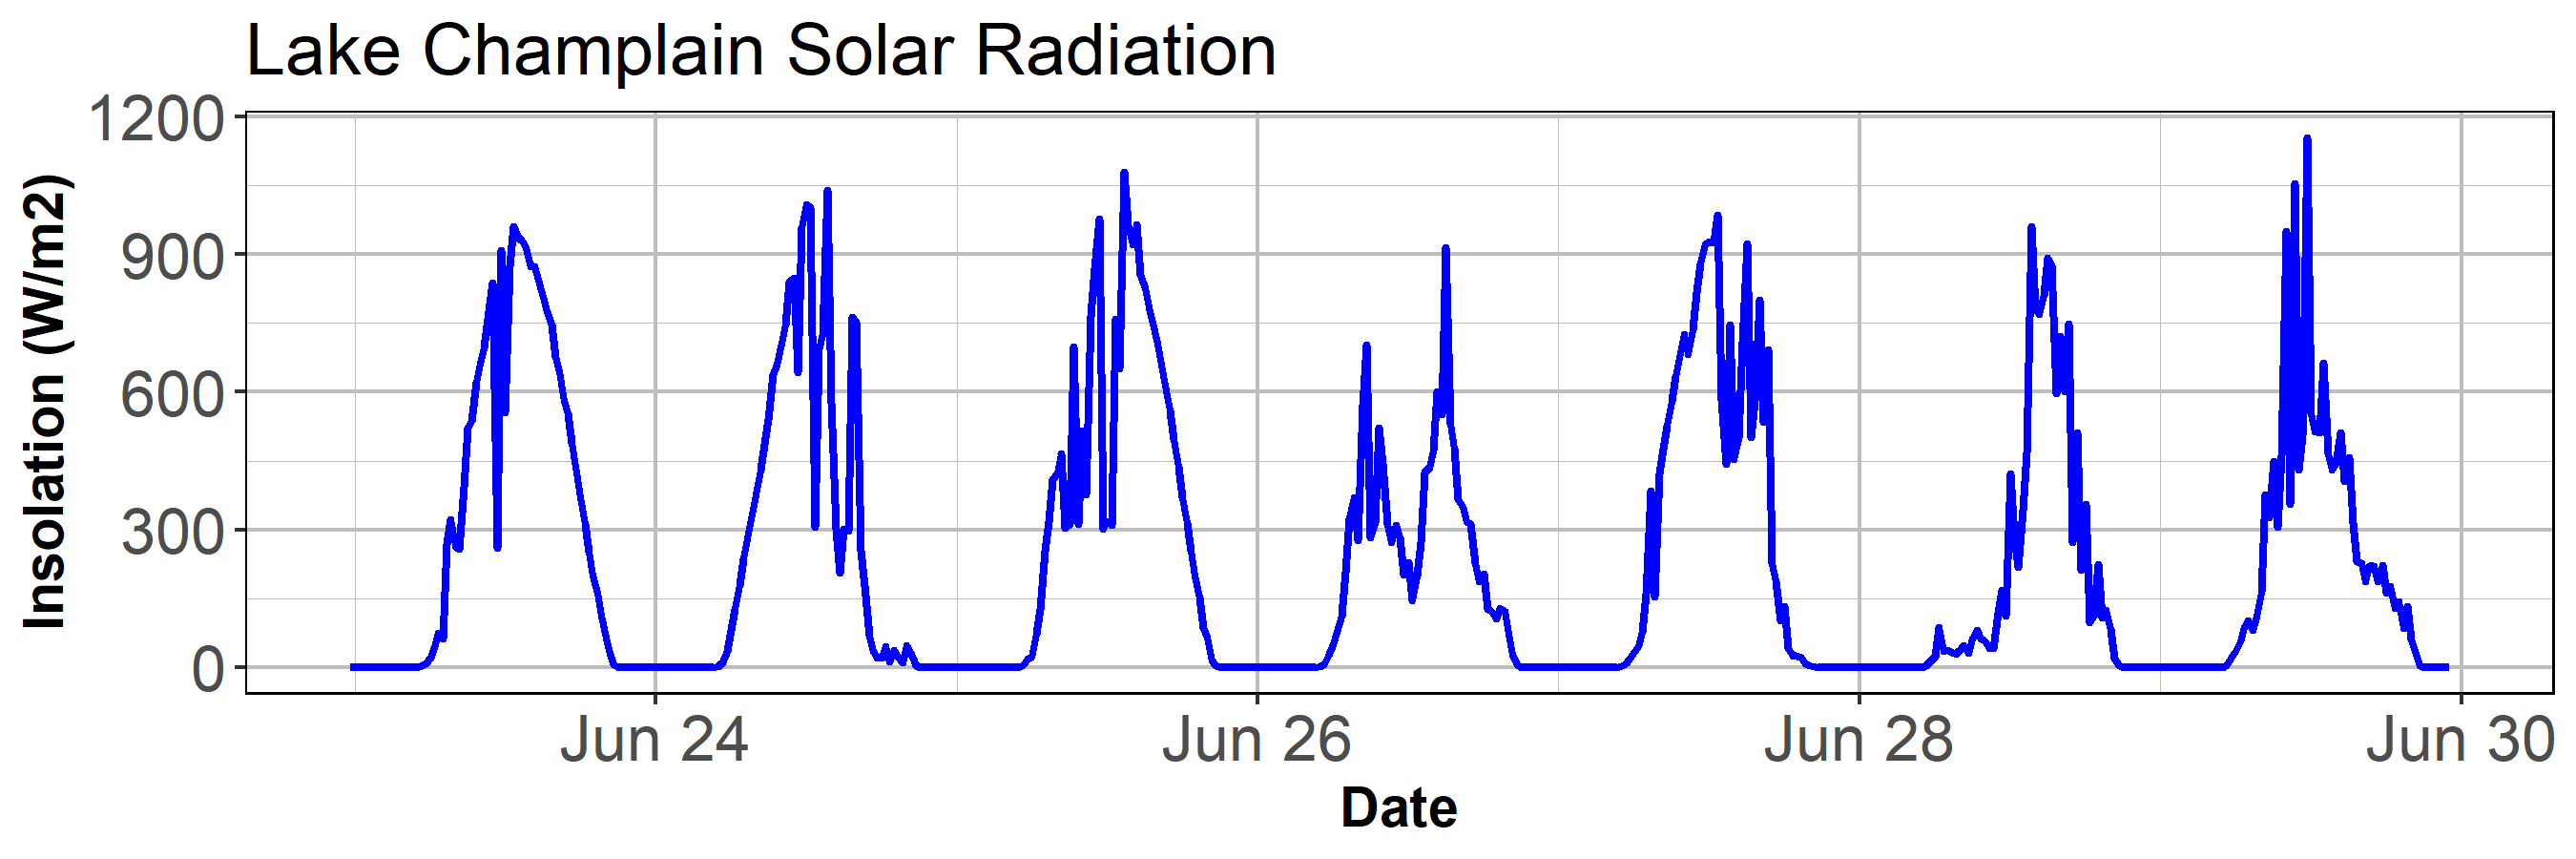 Lake Champlain Solar Radiation
Insolation (W/m2)
1200
900
600
300
0
Jun 24 Jun 26 Jun 28 Jun 30
Date